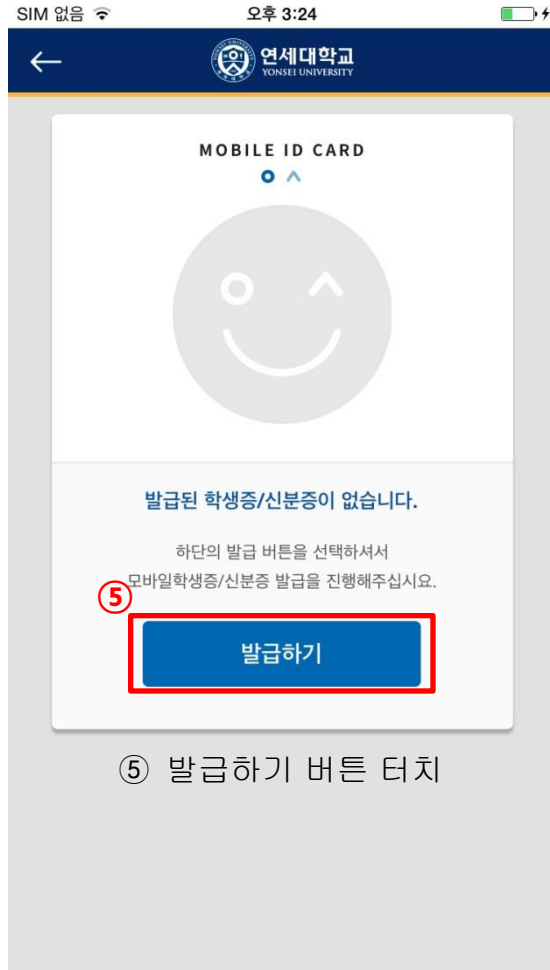 SIM 없음 오후 3:24
연세대학교
YONSEI UNIVERSITY
MOBILE ID CARD
발급된 학생증/신분증이 없습니다.
하단의 발급 버튼을 선택하셔서
모바일학생증/신분증 발급을 진행해주십시요.
⑤
발급하기
⑤ 발급하기 버튼 터치